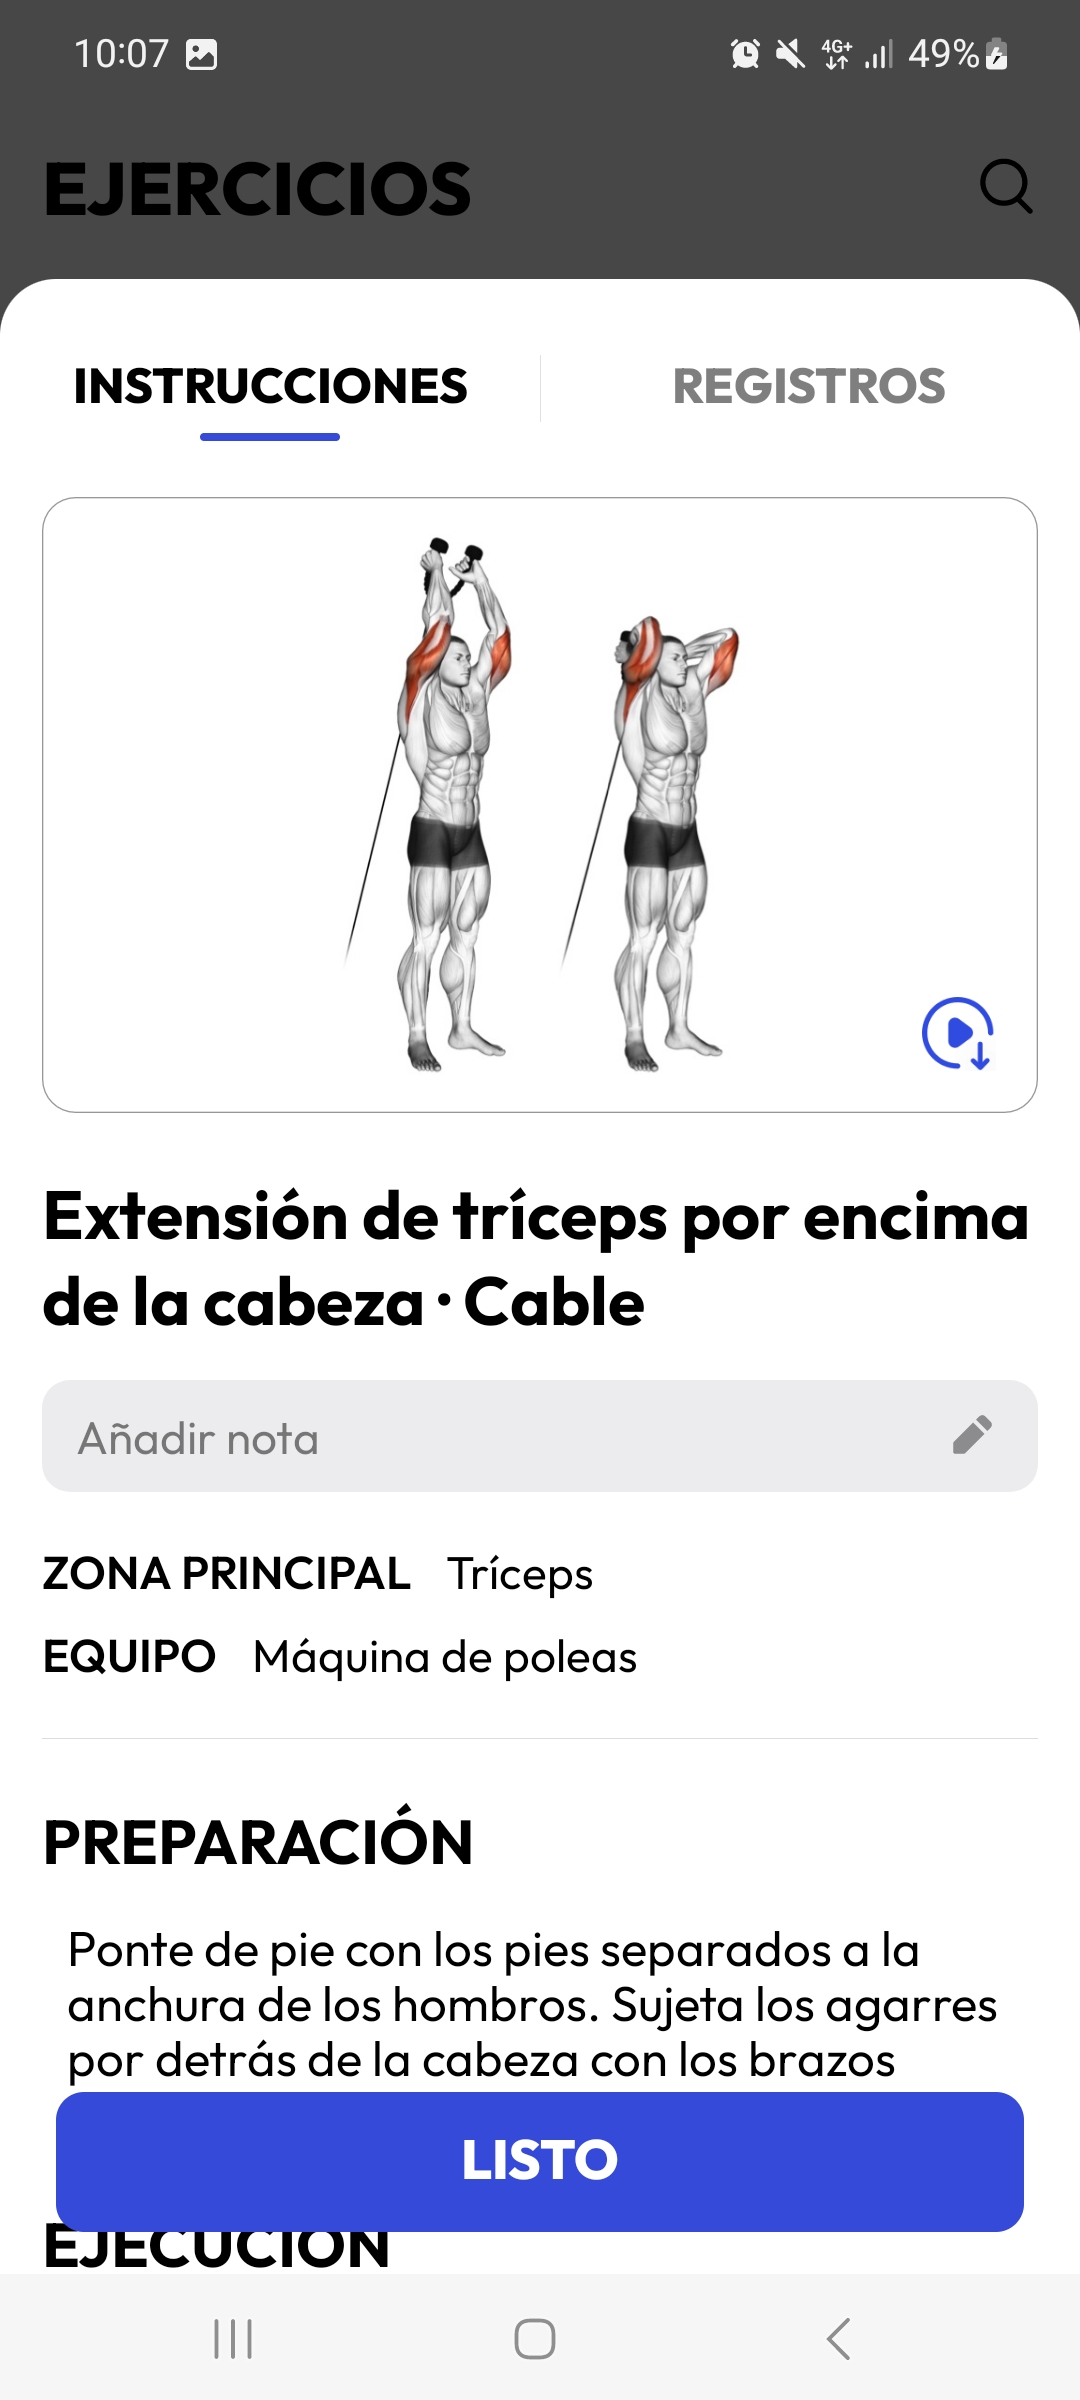 10:07
4G+
49%
EJERCICIOS
INSTRUCCIONES
REGISTROS
Extensión de tríceps por encima
de la cabeza · Cable
Añadir nota
ZONA PRINCIPAL Tríceps
EQUIPO Máquina de poleas
PREPARACIÓN
Ponte de pie con los pies separados a la
anchura de los hombros. Sujeta los agarres
por detrás de la cabeza con los brazos
LISTO
EJECUCIÓN